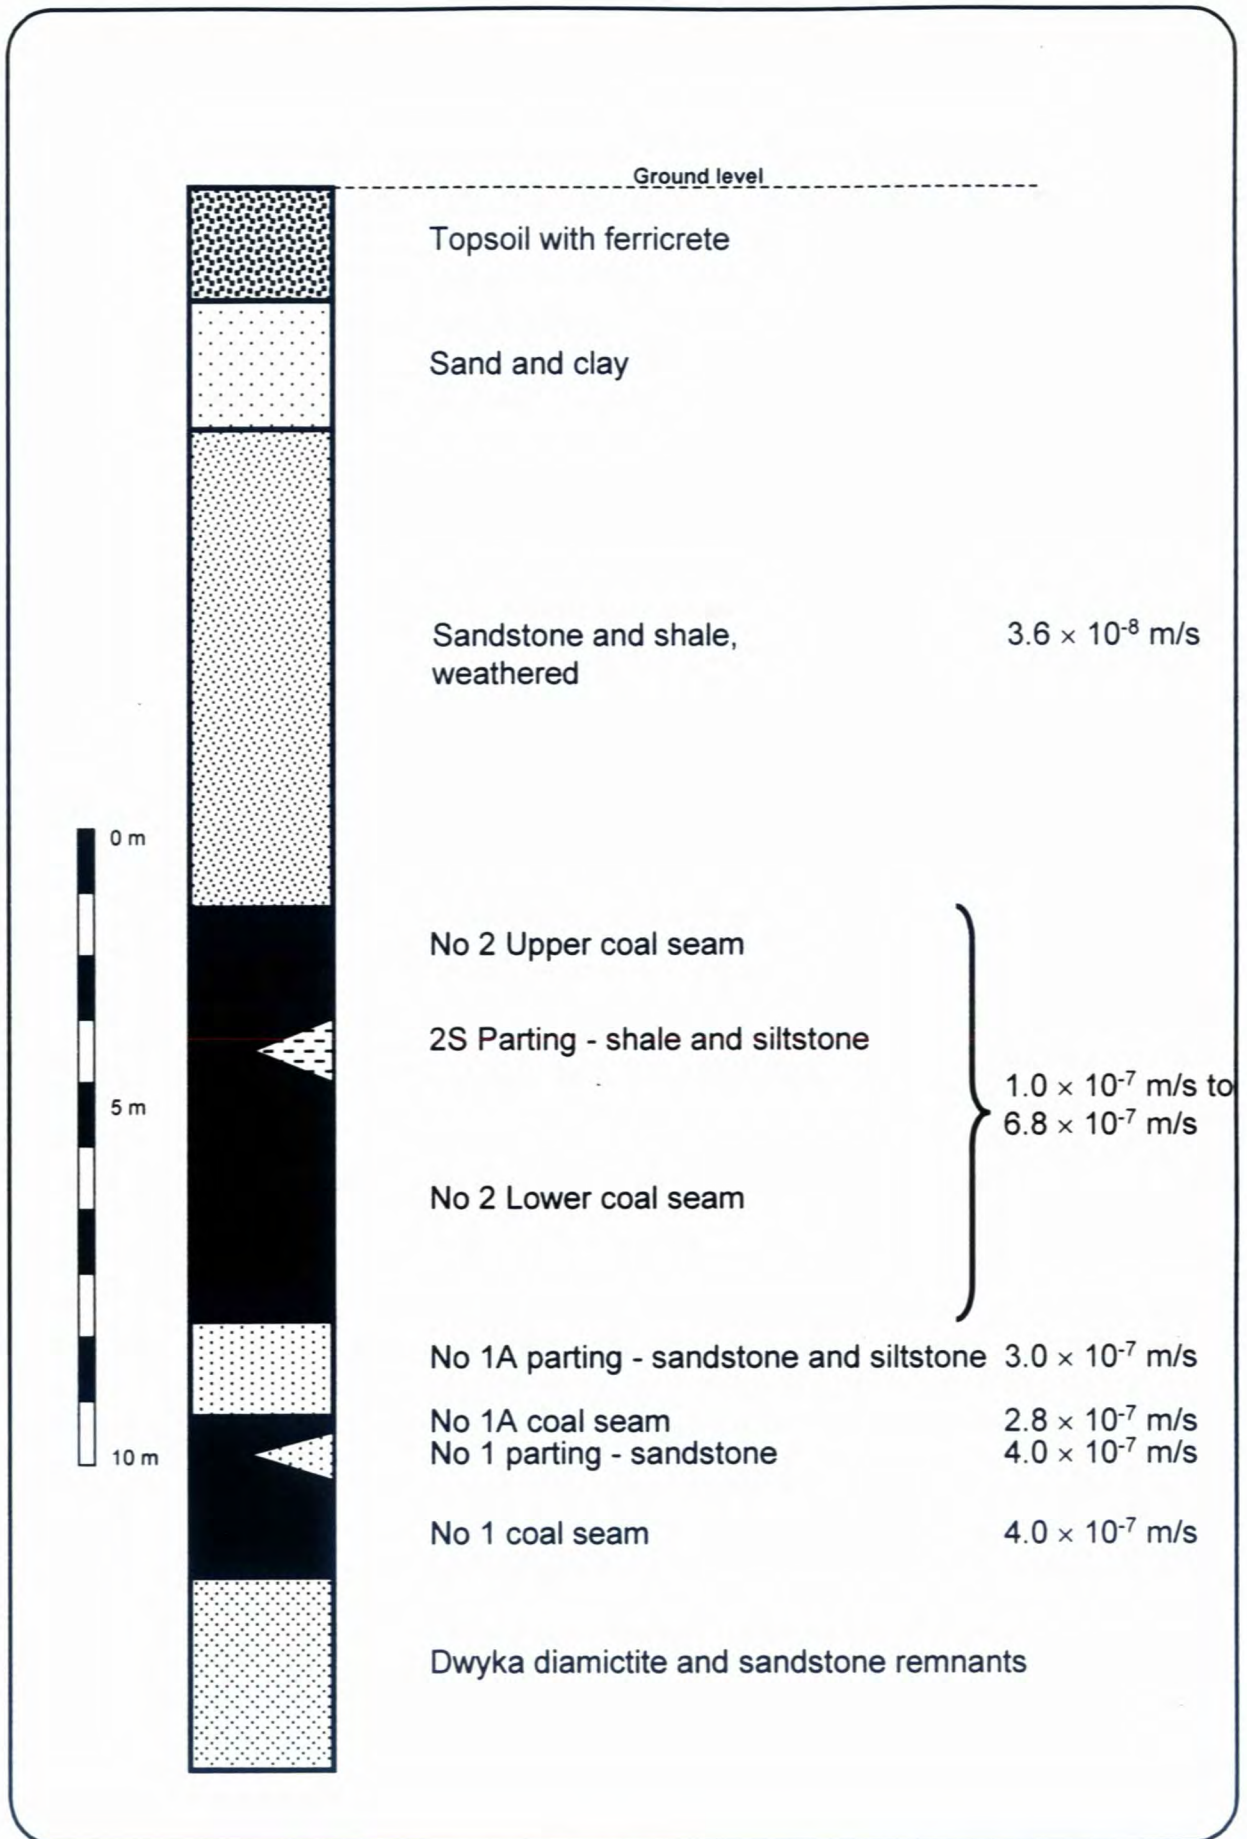 Ground level
Topsoil with ferricrete
Sand and clay
Sandstone and shale,
weathered
3.6 × 10⁻⁸ m/s
0 m
No 2 Upper coal seam
2S Parting - shale and siltstone
1.0 × 10⁻⁷ m/s to
6.8 × 10⁻⁷ m/s
5 m
No 2 Lower coal seam
No 1A parting - sandstone and siltstone 3.0 × 10⁻⁷ m/s
No 1A coal seam 2.8 × 10⁻⁷ m/s
No 1 parting - sandstone 4.0 × 10⁻⁷ m/s
10 m
No 1 coal seam 4.0 × 10⁻⁷ m/s
Dwyka diamictite and sandstone remnants